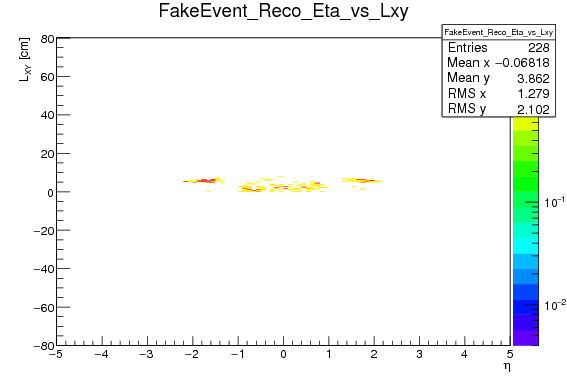 FakeEvent_Reco_Eta_vs_Lxy
FakeEvent_Reco_Eta_vs_Lxy
Entries 228
Mean x −0.06818
Mean y 3.862
RMS x 1.279
RMS y 2.102
L_XY [cm]
80
60
40
20
0
−20
−40
−60
−80
10^−1
10^−2
−5 −4 −3 −2 −1 0 1 2 3 4 5
η